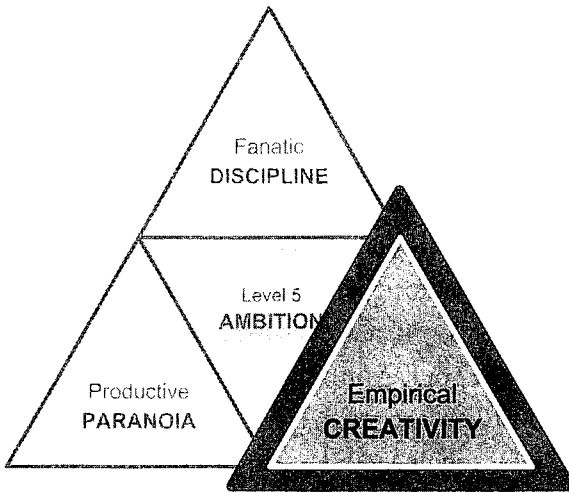 Fanatic
DISCIPLINE
Level 5
AMBITION
Productive
PARANOIA
Empirical
CREATIVITY